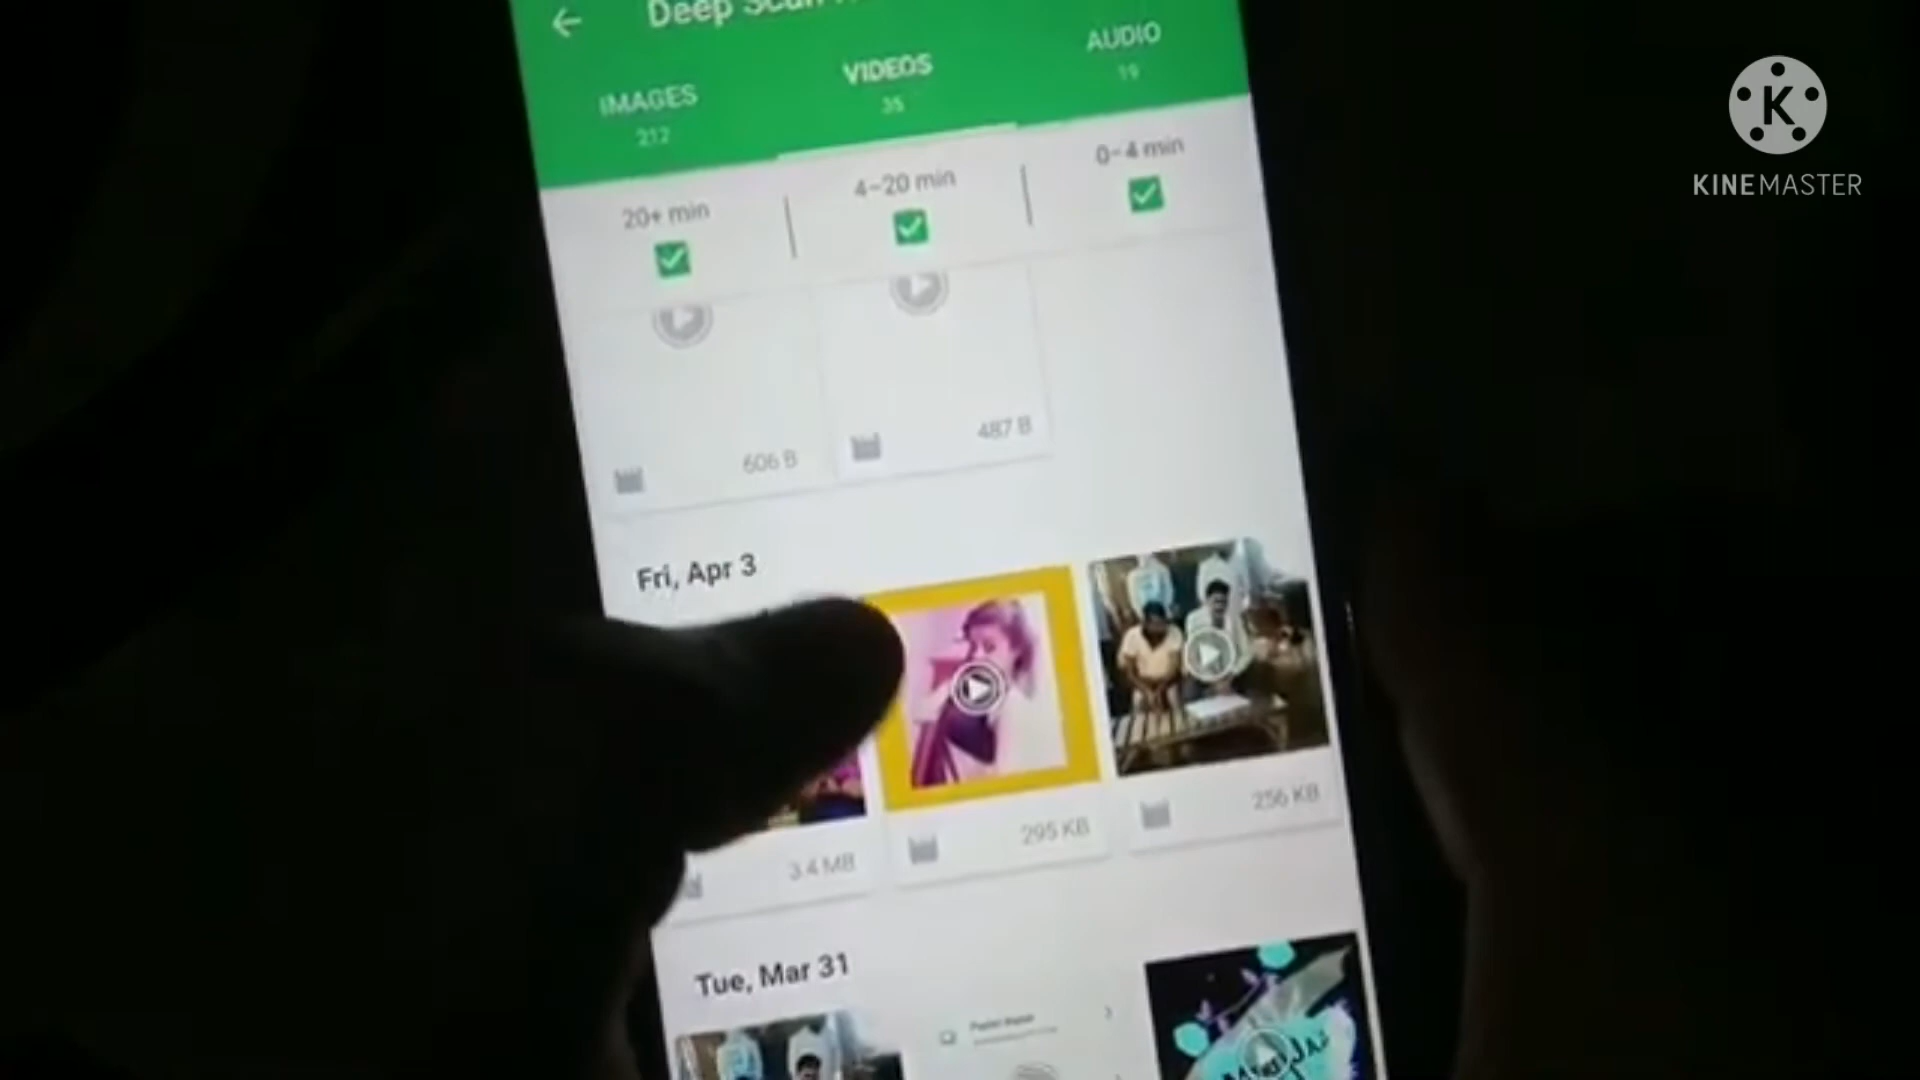 Deep Scan
IMAGES
212
VIDEOS
35
AUDIO
19
20+ min
4-20 min
0-4 min
606 B
487 B
Fri, Apr 3
3.4 MB
295 KB
256 KB
Tue, Mar 31
K
KINEMASTER